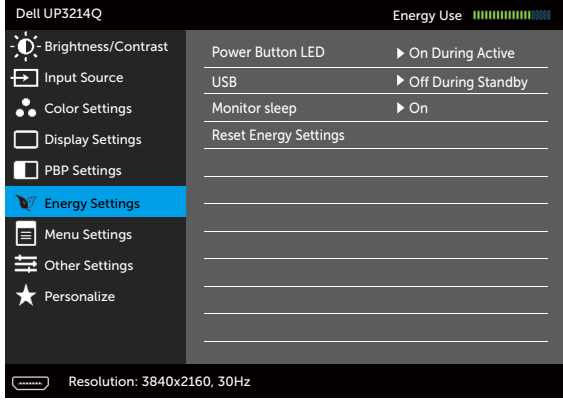 Dell UP3214Q
Energy Use
Brightness/Contrast
Input Source
Color Settings
Display Settings
PBP Settings
Energy Settings
Menu Settings
Other Settings
Personalize
Power Button LED On During Active
USB Off During Standby
Monitor sleep On
Reset Energy Settings
Resolution: 3840x2160, 30Hz